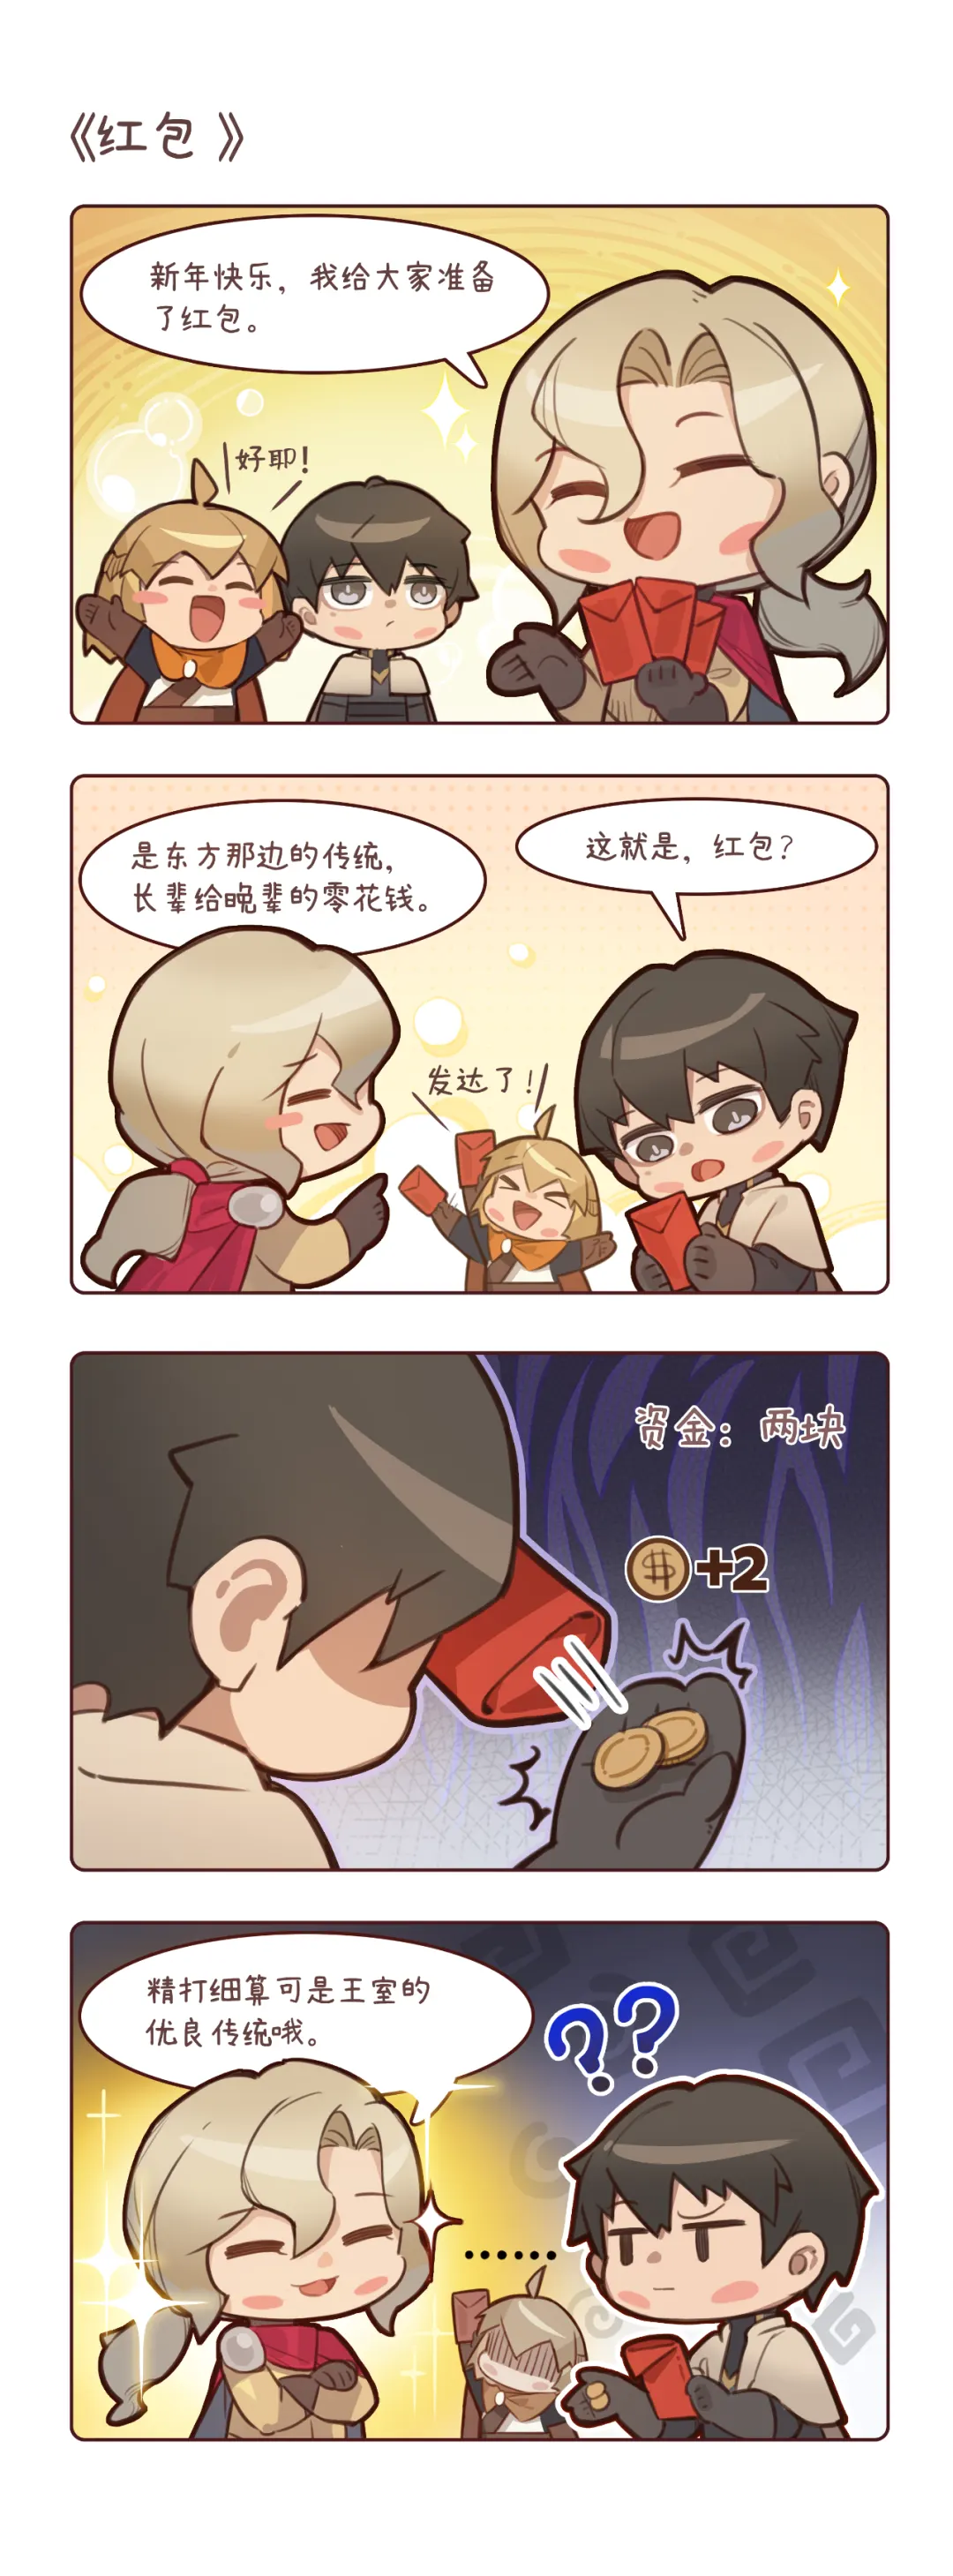 《红包 》
新年快乐，我给大家准备
了红包。
好耶！
这就是，红包？
是东方那边的传统，
长辈给晚辈的零花钱。
发达了！
资金：两块
$+2
精打细算可是王室的
优良传统哦。
??
......